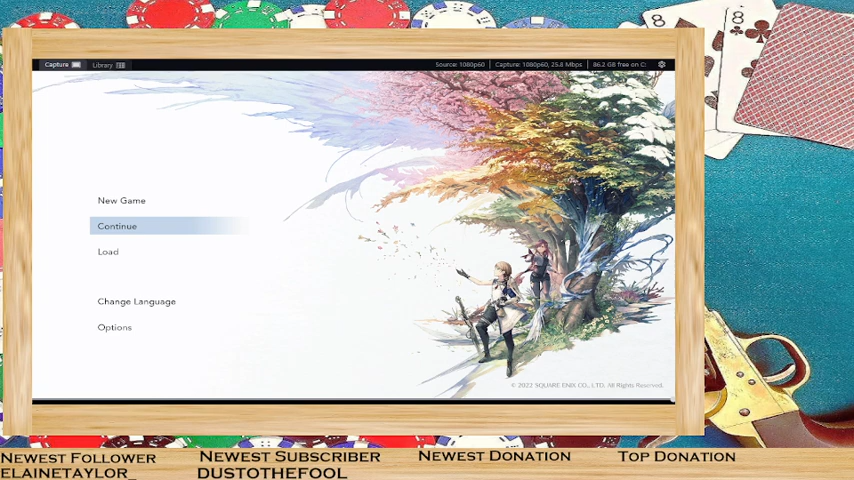 Capture
Library
Source: 1080p60
Capture: 1080p60, 25.8 Mbps
86.2 GB free on C:
New Game
Continue
Load
Change Language
Options
© 2022 SQUARE ENIX CO., LTD. All Rights Reserved.
8
8
Newest Follower
ELAINETAYLOR_
Newest Subscriber
DUSTOTHEFOOL
Newest Donation
Top Donation